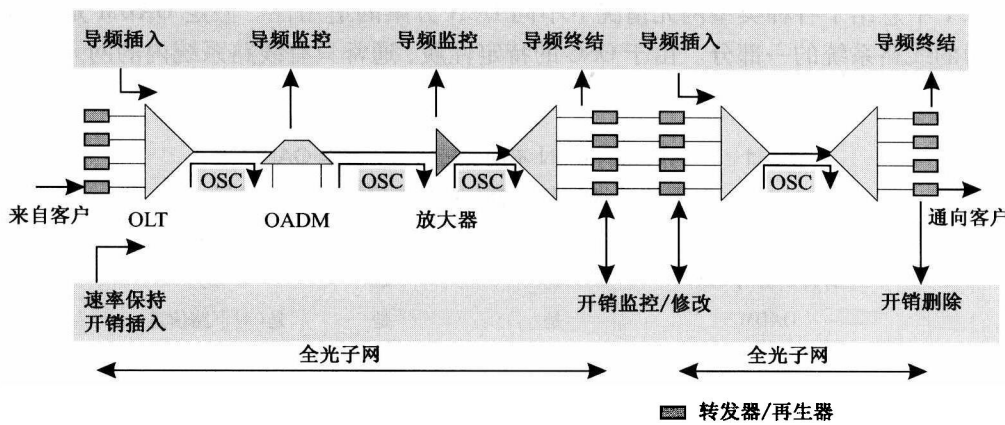 导频插入 导频监控 导频监控 导频终结 导频插入 导频终结
OSC OSC OSC OSC
来自客户 OLT OADM 放大器 通向客户
速率保持 开销监控/修改 开销删除
开销插入
全光子网 全光子网
转发器/再生器